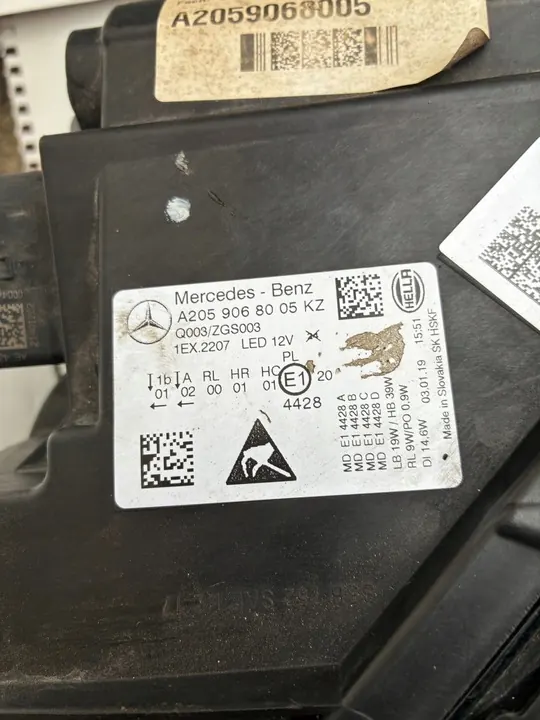 A2059068005
Mercedes - Benz
A205 906 80 05 KZ
Q003/ZGS003
1EX.2207 LED 12V
PL
1b A RL HR HC E1 20
01 02 00 01 01
← ←
4428
HELLA
MD E1 4428 A
MD E1 4428 B
MD E1 4428 C
MD E1 4428 D
LB 19W / HB 39W
RL 9W/PO 0.9W
DI 14.6W 03.01.19 15:51
Made in Slovakia SK HSKF